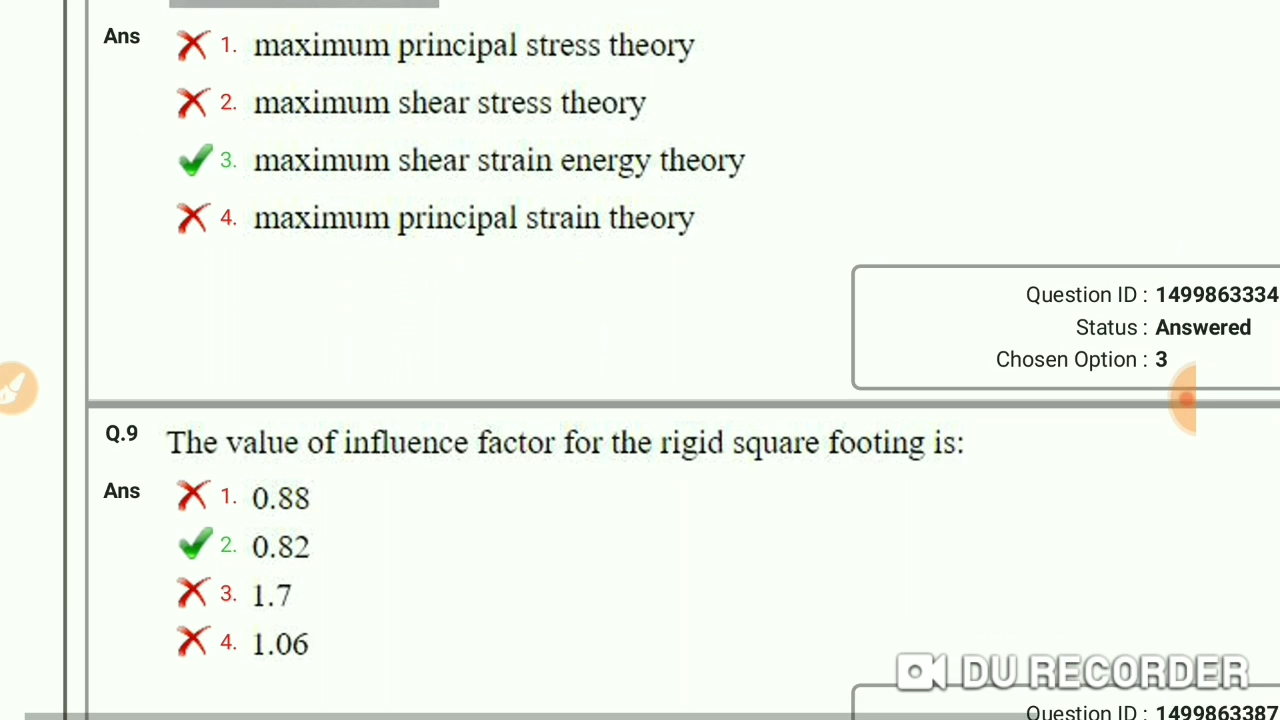 Ans 1. maximum principal stress theory
2. maximum shear stress theory
3. maximum shear strain energy theory
4. maximum principal strain theory
Question ID : 1499863334
Status : Answered
Chosen Option : 3
Q.9 The value of influence factor for the rigid square footing is:
Ans 1. 0.88
2. 0.82
3. 1.7
4. 1.06
DU RECORDER
Question ID : 1499863387